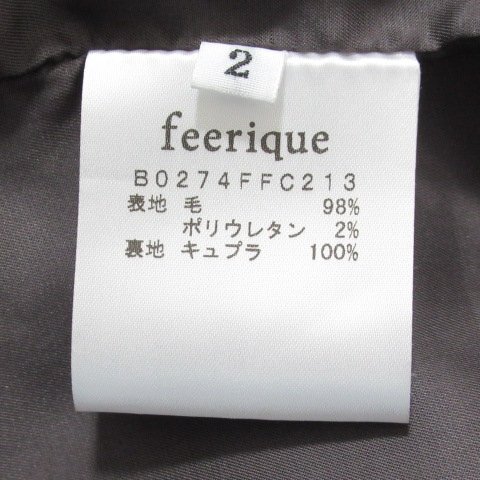 2
feerique
B0274FFC213
表地 毛 98%
ポリウレタン 2%
裏地 キュプラ 100%